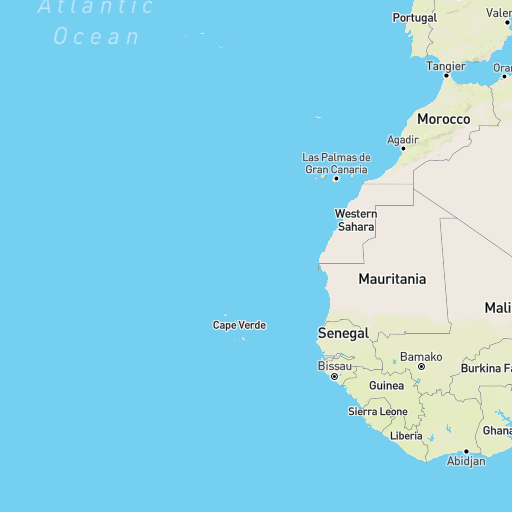 Atlantic
Ocean
Portugal
Valen
Tangier
Oran
Morocco
Agadir
Las Palmas de
Gran Canaria
Western
Sahara
Mauritania
Mali
Cape Verde
Senegal
Bamako
Bissau
Burkina Fa
Guinea
Sierra Leone
Ghana
Liberia
Abidjan